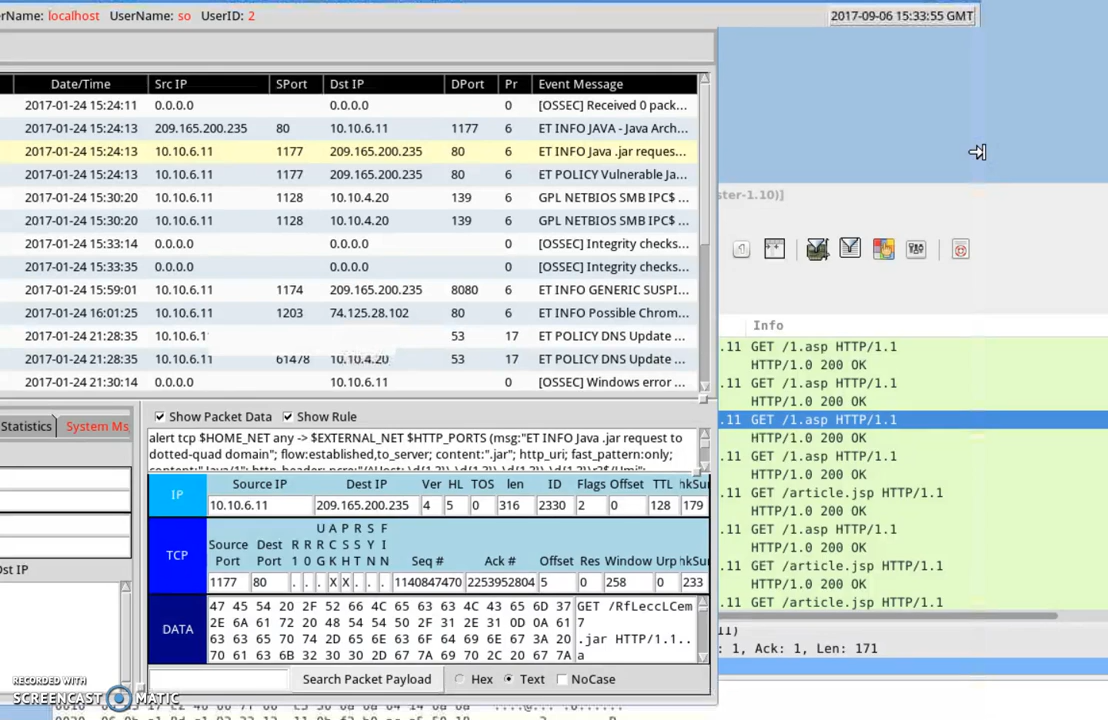 rName: localhost UserName: so UserID: 2 2017-09-06 15:33:55 GMT
Date/Time Src IP SPort Dst IP DPort Pr Event Message
2017-01-24 15:24:11 0.0.0.0 0.0.0.0 0 [OSSEC] Received 0 pack...
2017-01-24 15:24:13 209.165.200.235 80 10.10.6.11 1177 6 ET INFO JAVA - Java Arch...
2017-01-24 15:24:13 10.10.6.11 1177 209.165.200.235 80 6 ET INFO Java .jar reques...
2017-01-24 15:24:13 10.10.6.11 1177 209.165.200.235 80 6 ET POLICY Vulnerable Ja...
2017-01-24 15:30:20 10.10.6.11 1128 10.10.4.20 139 6 GPL NETBIOS SMB IPC$ ...
2017-01-24 15:30:20 10.10.6.11 1128 10.10.4.20 139 6 GPL NETBIOS SMB IPC$ ...
2017-01-24 15:33:14 0.0.0.0 0.0.0.0 0 [OSSEC] Integrity checks...
2017-01-24 15:33:35 0.0.0.0 0.0.0.0 0 [OSSEC] Integrity checks...
2017-01-24 15:59:01 10.10.6.11 1174 209.165.200.235 8080 6 ET INFO GENERIC SUSPI...
2017-01-24 16:01:25 10.10.6.11 1203 74.125.28.102 80 6 ET INFO Possible Chrom...
2017-01-24 21:28:35 10.10.6.1 53 17 ET POLICY DNS Update ...
2017-01-24 21:28:35 10.10.6.11 61478 10.10.4.20 53 17 ET POLICY DNS Update ...
2017-01-24 21:30:14 0.0.0.0 10.10.6.11 0 [OSSEC] Windows error ...
ster-1.10)]
Info
.11 GET /1.asp HTTP/1.1
HTTP/1.0 200 OK
.11 GET /1.asp HTTP/1.1
HTTP/1.0 200 OK
.11 GET /1.asp HTTP/1.1
HTTP/1.0 200 OK
.11 GET /1.asp HTTP/1.1
HTTP/1.0 200 OK
.11 GET /article.jsp HTTP/1.1
HTTP/1.0 200 OK
.11 GET /1.asp HTTP/1.1
HTTP/1.0 200 OK
.11 GET /article.jsp HTTP/1.1
HTTP/1.0 200 OK
.11 GET /article.jsp HTTP/1.1
11)
: 1, Ack: 1, Len: 171
Statistics System Ms
Dst IP
Show Packet Data Show Rule
alert tcp $HOME_NET any -> $EXTERNAL_NET $HTTP_PORTS (msg:"ET INFO Java .jar request to
dotted-quad domain"; flow:established,to_server; content:".jar"; http_uri; fast_pattern:only;
IP
Source IP Dest IP Ver HL TOS len ID Flags Offset TTL hkSu
10.10.6.11 209.165.200.235 4 5 0 316 2330 2 0 128 179
TCP
U A P R S F
Source Dest R R R C S S Y I
Port Port 1 0 G K H T N N Seq # Ack # Offset Res Window Urp hkSu
1177 80 . . . X X . . . 1140847470 2253952804 5 0 258 0 233
DATA
47 45 54 20 2F 52 66 4C 65 63 63 4C 43 65 6D 37 GET /RfLeccLCem
2E 6A 61 72 20 48 54 54 50 2F 31 2E 31 0D 0A 61 7
63 63 65 70 74 2D 65 6E 63 6F 64 69 6E 67 3A 20 .jar HTTP/1.1..
70 61 63 6B 32 30 30 2D 67 7A 69 70 2C 20 67 7A a
Search Packet Payload Hex Text NoCase
RECORDED WITH
SCREENCAST MATIC